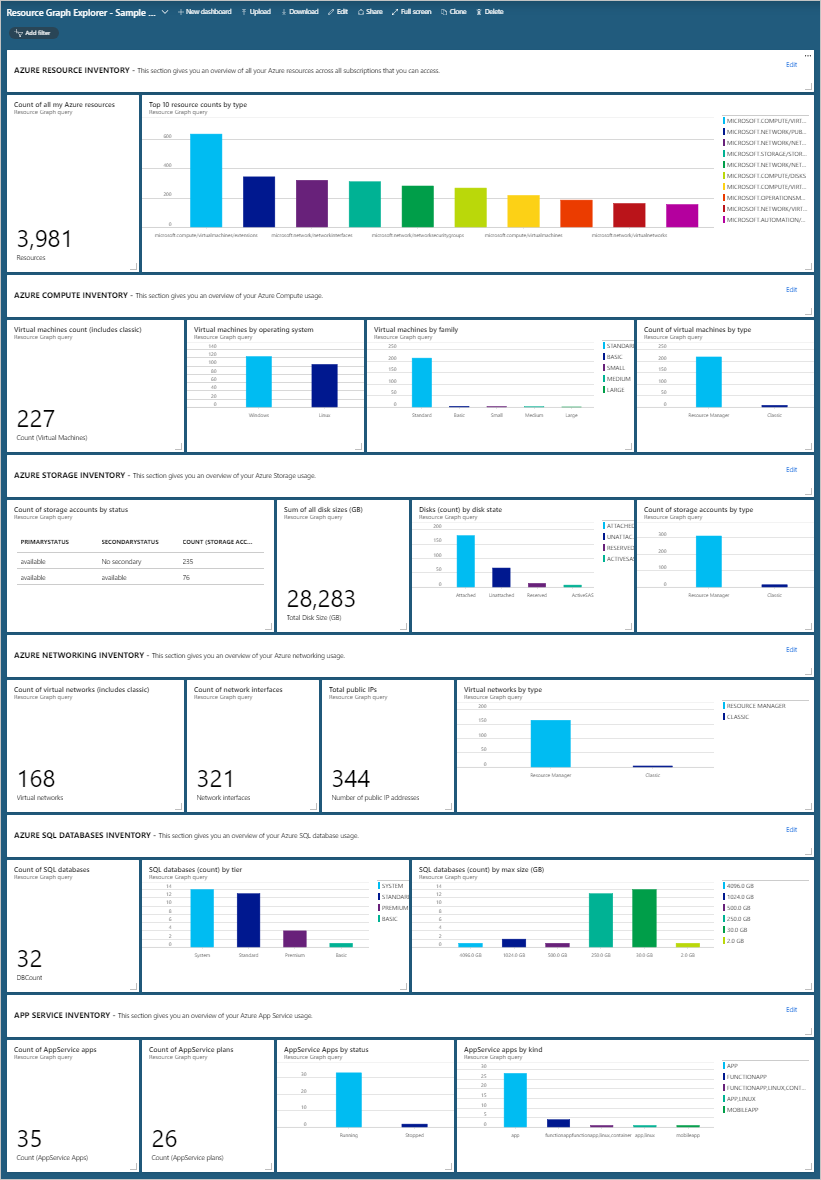 Resource Graph Explorer - Sample ...
New dashboard
Upload
Download
Edit
Share
Full screen
Clone
Delete
Add filter
AZURE RESOURCE INVENTORY - This section gives you an overview of all your Azure resources across all subscriptions that you can access.
Edit
Count of all my Azure resources
Resource Graph query
3,981
Resources
Top 10 resource counts by type
Resource Graph query
600
400
200
0
microsoft.compute/virtualmachines/extensions
microsoft.network/networkinterfaces
microsoft.network/networksecuritygroups
microsoft.compute/virtualmachines
microsoft.network/virtualnetworks
MICROSOFT.COMPUTE/VIRT...
MICROSOFT.NETWORK/PUB...
MICROSOFT.NETWORK/NET...
MICROSOFT.STORAGE/STOR...
MICROSOFT.NETWORK/NET...
MICROSOFT.COMPUTE/DISKS
MICROSOFT.COMPUTE/VIRT...
MICROSOFT.OPERATIONSM...
MICROSOFT.NETWORK/VIRT...
MICROSOFT.AUTOMATION/...
AZURE COMPUTE INVENTORY - This section gives you an overview of your Azure Compute usage.
Edit
Virtual machines count (includes classic)
Resource Graph query
227
Count (Virtual Machines)
Virtual machines by operating system
Resource Graph query
140
120
100
80
60
40
20
0
Windows
Linux
Virtual machines by family
Resource Graph query
250
200
150
100
50
0
Standard
Basic
Small
Medium
Large
STANDARD
BASIC
SMALL
MEDIUM
LARGE
Count of virtual machines by type
Resource Graph query
250
200
150
100
50
0
Resource Manager
Classic
AZURE STORAGE INVENTORY - This section gives you an overview of your Azure Storage usage.
Edit
Count of storage accounts by status
Resource Graph query
PRIMARYSTATUS SECONDARYSTATUS COUNT (STORAGE ACC...
available No secondary 235
available available 76
Sum of all disk sizes (GB)
Resource Graph query
28,283
Total Disk Size (GB)
Disks (count) by disk state
Resource Graph query
200
150
100
50
0
Attached
Unattached
Reserved
ActiveSAS
ATTACHED
UNATTAC
RESERVED
ACTIVESAS
Count of storage accounts by type
Resource Graph query
300
200
100
0
Resource Manager
Classic
AZURE NETWORKING INVENTORY - This section gives you an overview of your Azure networking usage.
Edit
Count of virtual networks (includes classic)
Resource Graph query
168
Virtual networks
Count of network interfaces
Resource Graph query
321
Network interfaces
Total public IPs
Resource Graph query
344
Number of public IP addresses
Virtual networks by type
Resource Graph query
200
150
100
50
0
Resource Manager
Classic
RESOURCE MANAGER
CLASSIC
AZURE SQL DATABASES INVENTORY - This section gives you an overview of your Azure SQL database usage.
Edit
Count of SQL databases
Resource Graph query
32
DBCount
SQL databases (count) by tier
Resource Graph query
14
12
10
8
6
4
2
0
System
Standard
Premium
Basic
SYSTEM
STANDARD
PREMIUM
BASIC
SQL databases (count) by max size (GB)
Resource Graph query
14
12
10
8
6
4
2
0
4096.0 GB
1024.0 GB
500.0 GB
250.0 GB
30.0 GB
2.0 GB
4096.0 GB
1024.0 GB
500.0 GB
250.0 GB
30.0 GB
2.0 GB
APP SERVICE INVENTORY - This section gives you an overview of your Azure App Service usage.
Edit
Count of AppService apps
Resource Graph query
35
Count (AppService Apps)
Count of AppService plans
Resource Graph query
26
Count (AppService plans)
AppService Apps by status
Resource Graph query
30
20
10
0
Running
Stopped
AppService apps by kind
Resource Graph query
30
25
20
15
10
5
0
app
functionapp
functionapp,linux,container
app,linux
mobileapp
APP
FUNCTIONAPP
FUNCTIONAPP,LINUX,CONT...
APP,LINUX
MOBILEAPP